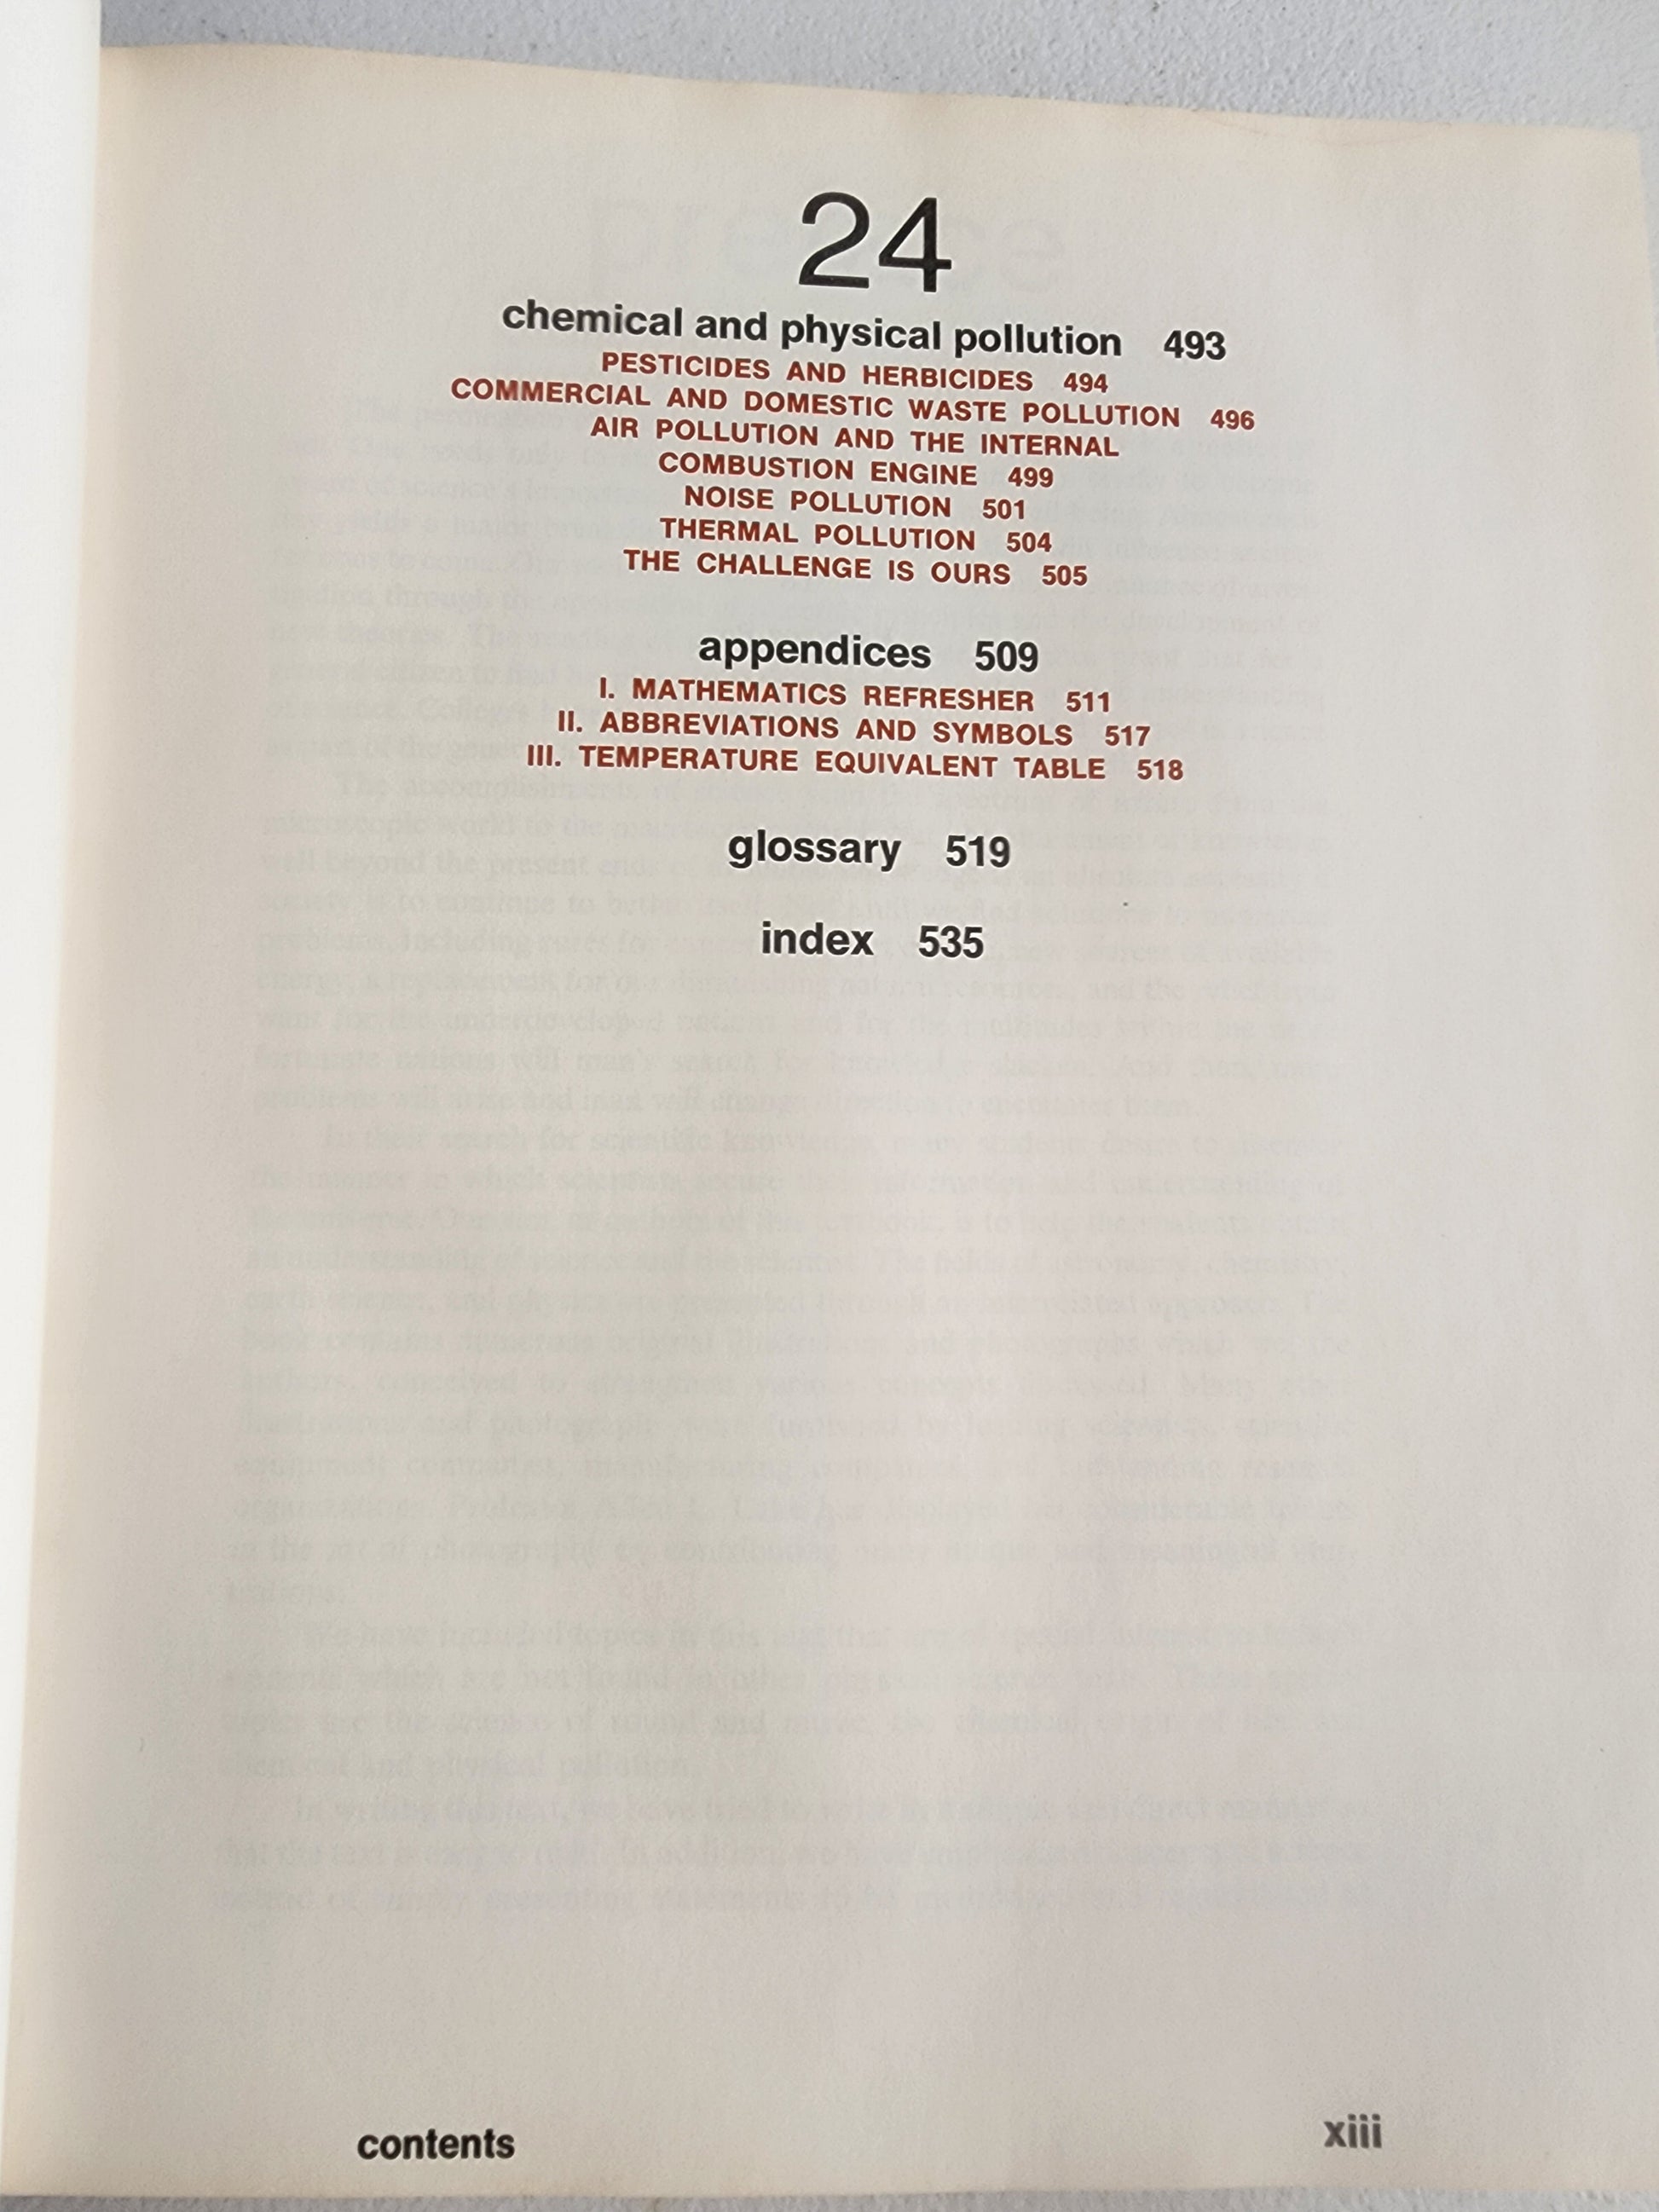 24
chemical and physical pollution 493
PESTICIDES AND HERBICIDES 494
COMMERCIAL AND DOMESTIC WASTE POLLUTION 496
AIR POLLUTION AND THE INTERNAL
COMBUSTION ENGINE 499
NOISE POLLUTION 501
THERMAL POLLUTION 504
THE CHALLENGE IS OURS 505
appendices 509
I. MATHEMATICS REFRESHER 511
II. ABBREVIATIONS AND SYMBOLS 517
III. TEMPERATURE EQUIVALENT TABLE 518
glossary 519
index 535
contents xiii